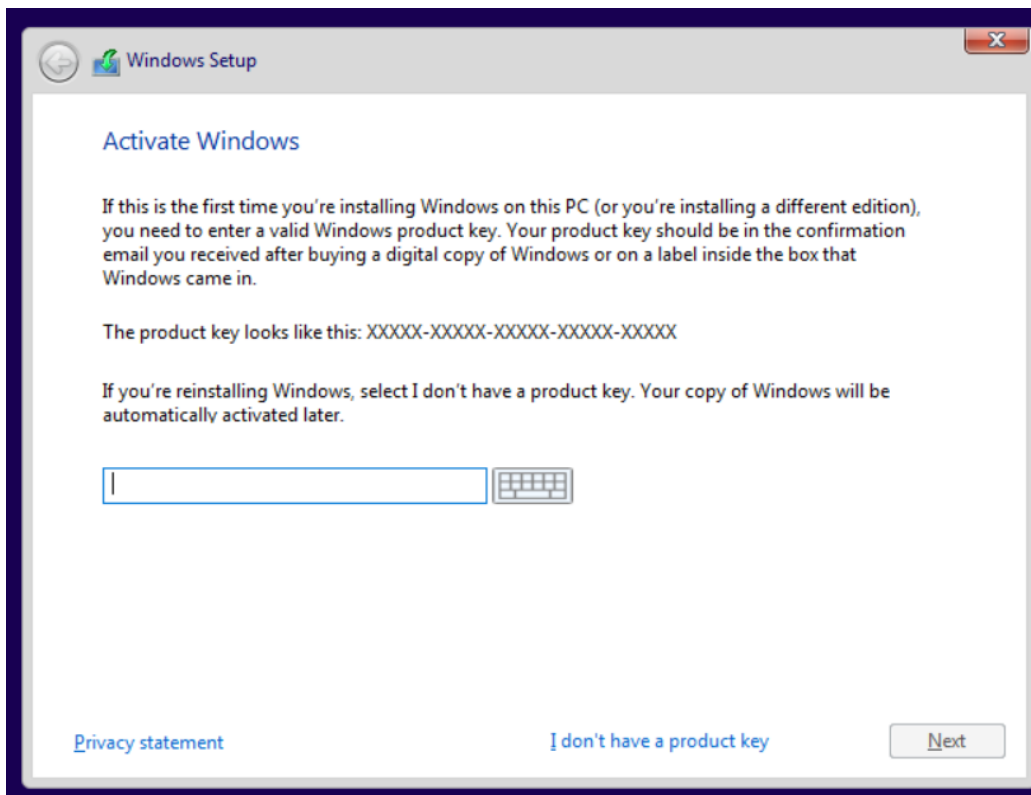 Windows Setup
Activate Windows
If this is the first time you're installing Windows on this PC (or you're installing a different edition),
you need to enter a valid Windows product key. Your product key should be in the confirmation
email you received after buying a digital copy of Windows or on a label inside the box that
Windows came in.
The product key looks like this: XXXXX-XXXXX-XXXXX-XXXXX-XXXXX
If you're reinstalling Windows, select I don't have a product key. Your copy of Windows will be
automatically activated later.
Privacy statement
I don't have a product key
Next